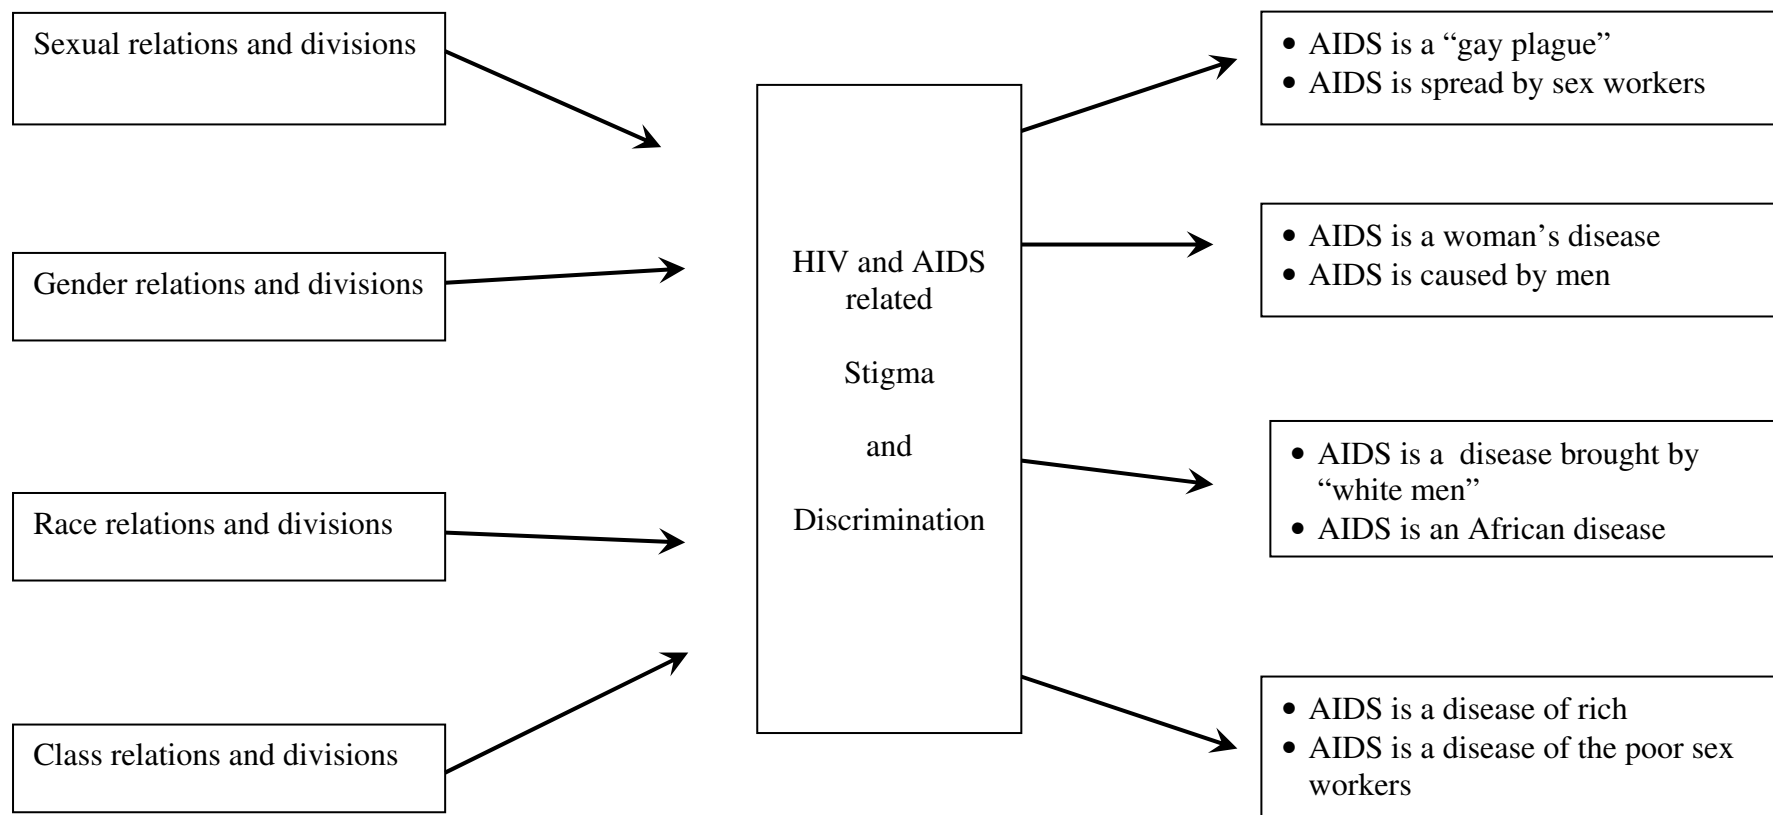 Sexual relations and divisions
Gender relations and divisions
Race relations and divisions
Class relations and divisions
HIV and AIDS
related
Stigma
and
Discrimination
• AIDS is a “gay plague”
• AIDS is spread by sex workers
• AIDS is a woman’s disease
• AIDS is caused by men
• AIDS is a  disease brought by
“white men”
• AIDS is an African disease
• AIDS is a disease of rich
• AIDS is a disease of the poor sex
workers